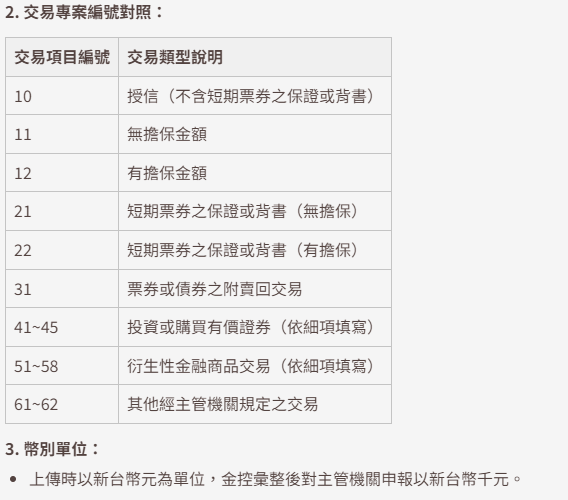 2. 交易專案編號對照：
交易項目編號 交易類型說明
10 授信（不含短期票券之保證或背書）
11 無擔保金額
12 有擔保金額
21 短期票券之保證或背書（無擔保）
22 短期票券之保證或背書（有擔保）
31 票券或債券之附賣回交易
41~45 投資或購買有價證券（依細項填寫）
51~58 衍生性金融商品交易（依細項填寫）
61~62 其他經主管機關規定之交易
3. 幣別單位：
• 上傳時以新台幣元為單位，金控彙整後對主管機關申報以新台幣千元。